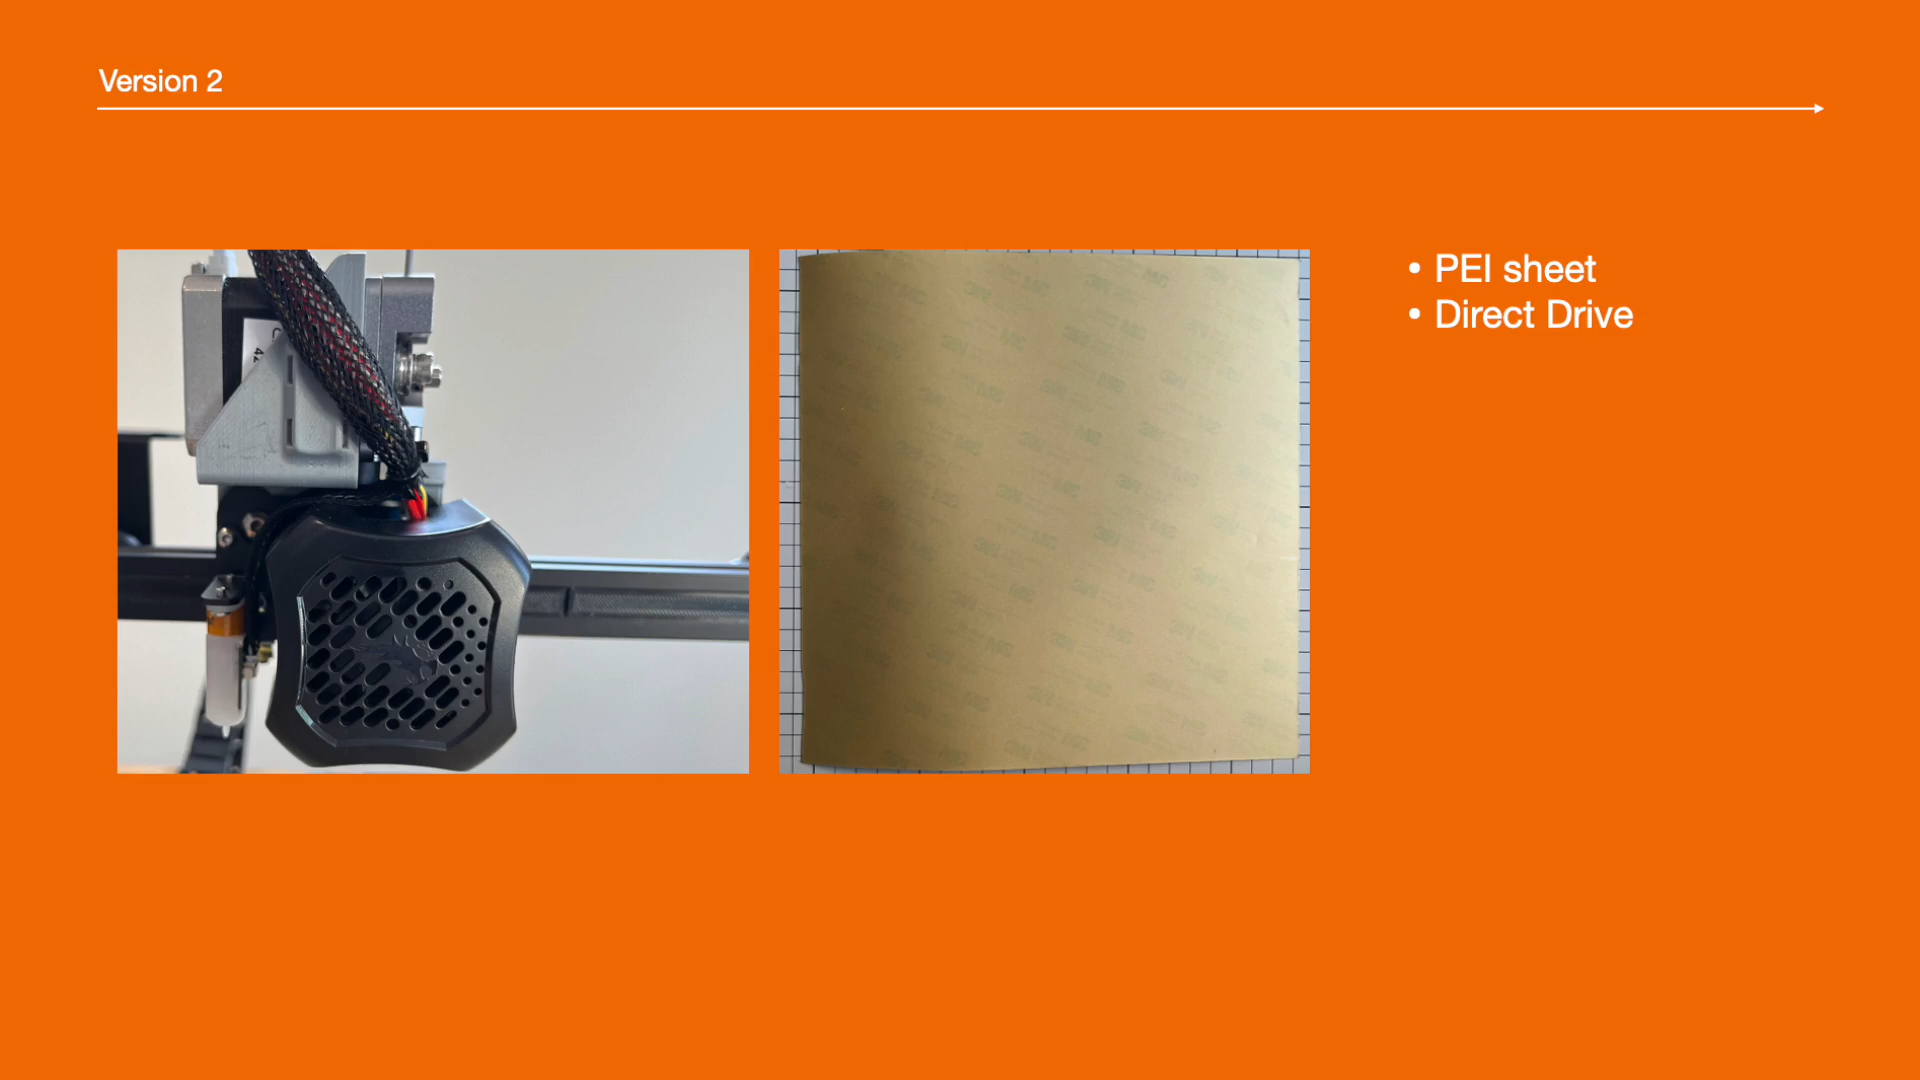 Version 2
• PEI sheet
• Direct Drive